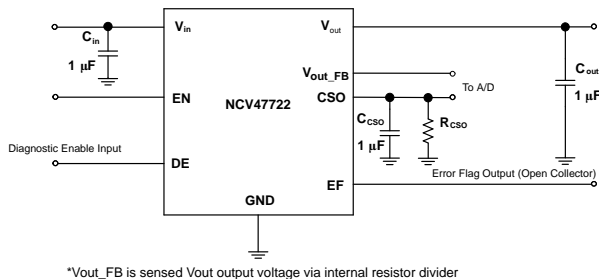 Vin
Vout
Cin
1 μF
Vout_FB
Cout
1 μF
To A/D
EN
NCV47722
CSO
CCSO
1 μF
RCSO
Diagnostic Enable Input
DE
Error Flag Output (Open Collector)
EF
GND
*Vout_FB is sensed Vout output voltage via internal resistor divider